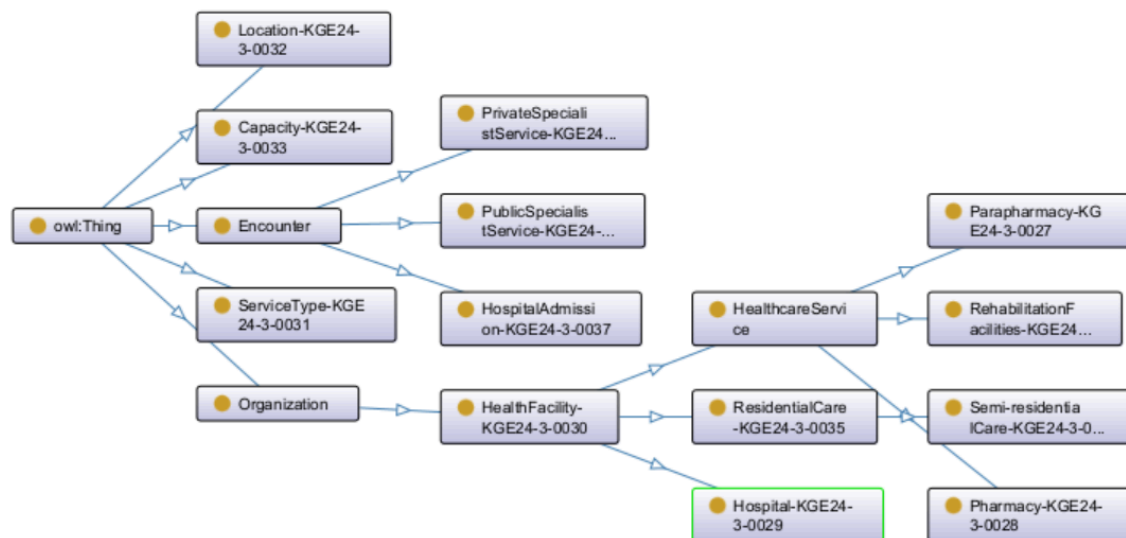 Location-KGE24-
3-0032
Capacity-KGE24-
3-0033
PrivateSpeciali
stService-KGE24...
owl:Thing
Encounter
PublicSpecialis
tService-KGE24-...
Parapharmacy-KG
E24-3-0027
ServiceType-KGE
24-3-0031
HospitalAdmissi
on-KGE24-3-0037
HealthcareServi
ce
RehabilitationF
acilities-KGE24...
Organization
HealthFacility-
KGE24-3-0030
ResidentialCare
-KGE24-3-0035
Semi-residentia
lCare-KGE24-3-0...
Hospital-KGE24-
3-0029
Pharmacy-KGE24-
3-0028